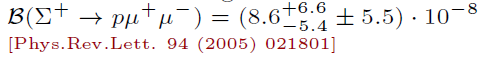 𝓑(Σ⁺ → pμ⁺μ⁻) = (8.6⁺⁶·⁶₋₅.₄ ± 5.5) · 10⁻⁸
[Phys.Rev.Lett. 94 (2005) 021801]